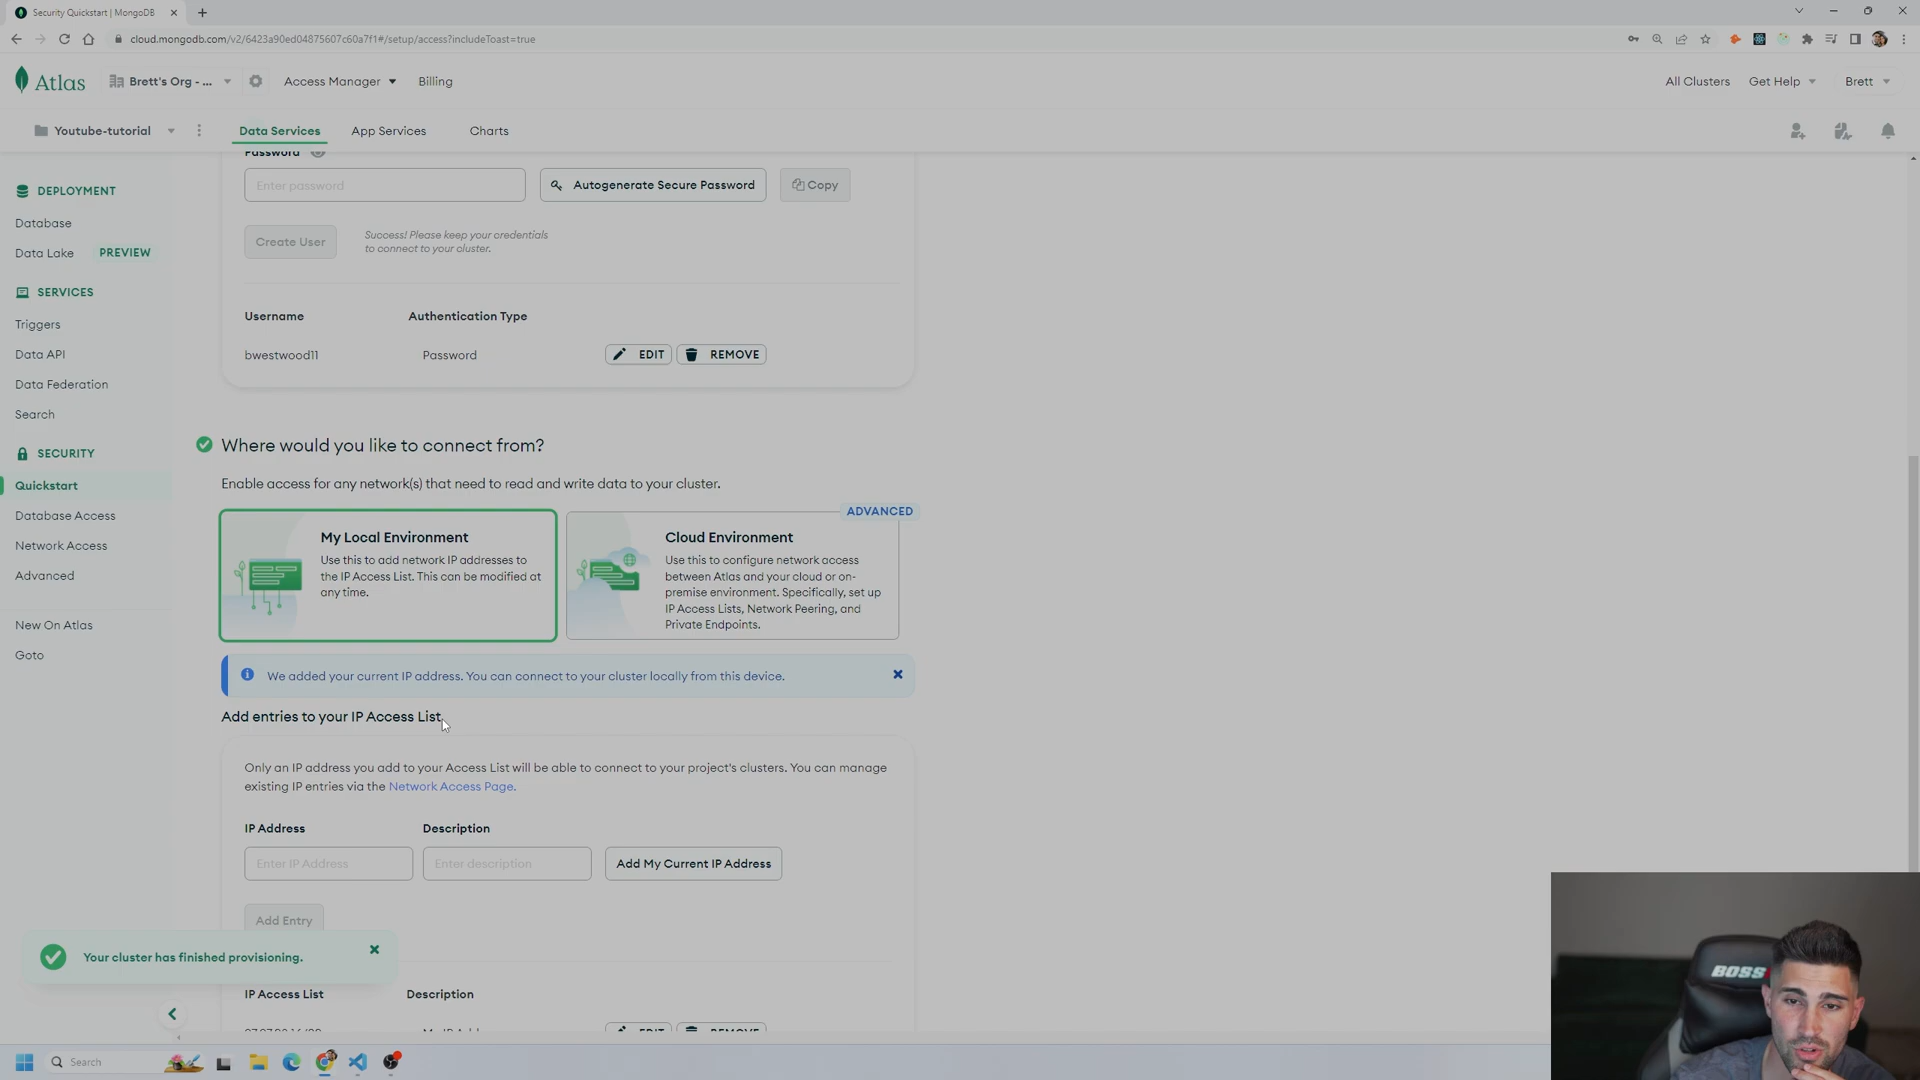 Security Quickstart | MongoDB
cloud.mongodb.com/v2/6423a90ed04875607c60a7f1#/setup/access?includeToast=true
Atlas
Brett's Org - ...
Access Manager
Billing
All Clusters
Get Help
Brett
Youtube-tutorial
Data Services
App Services
Charts
Password
DEPLOYMENT
Database
Data Lake
PREVIEW
SERVICES
Triggers
Data API
Data Federation
Search
SECURITY
Quickstart
Database Access
Network Access
Advanced
New On Atlas
Goto
Enter password
Autogenerate Secure Password
Copy
Create User
Success! Please keep your credentials
to connect to your cluster.
Username
Authentication Type
bwestwood11
Password
EDIT
REMOVE
Where would you like to connect from?
Enable access for any network(s) that need to read and write data to your cluster.
My Local Environment
Use this to add network IP addresses to
the IP Access List. This can be modified at
any time.
ADVANCED
Cloud Environment
Use this to configure network access
between Atlas and your cloud or on-
premise environment. Specifically, set up
IP Access Lists, Network Peering, and
Private Endpoints.
We added your current IP address. You can connect to your cluster locally from this device.
Add entries to your IP Access List
Only an IP address you add to your Access List will be able to connect to your project's clusters. You can manage
existing IP entries via the Network Access Page.
IP Address
Description
Enter IP Address
Enter description
Add My Current IP Address
Add Entry
Your cluster has finished provisioning.
IP Access List
Description
EDIT
REMOVE
Search
BOSS